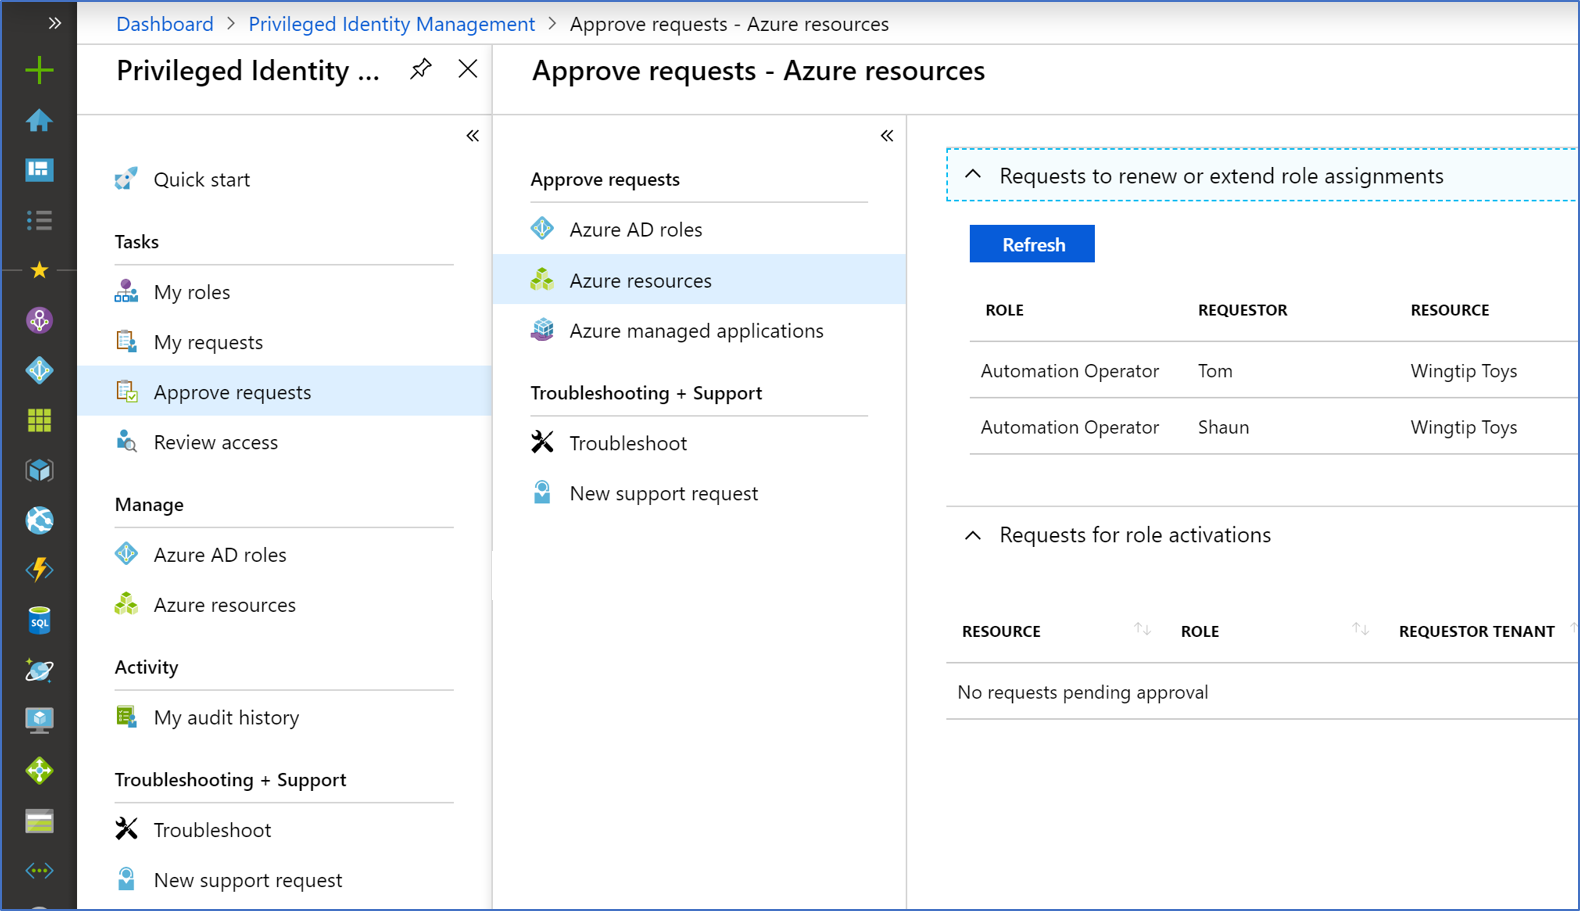 Dashboard > Privileged Identity Management > Approve requests - Azure resources
Privileged Identity ...
Approve requests - Azure resources
Quick start
Tasks
My roles
My requests
Approve requests
Review access
Manage
Azure AD roles
Azure resources
Activity
My audit history
Troubleshooting + Support
Troubleshoot
New support request
Approve requests
Azure AD roles
Azure resources
Azure managed applications
Troubleshooting + Support
Troubleshoot
New support request
Requests to renew or extend role assignments
Refresh
ROLE REQUESTOR RESOURCE
Automation Operator Tom Wingtip Toys
Automation Operator Shaun Wingtip Toys
Requests for role activations
RESOURCE ROLE REQUESTOR TENANT
No requests pending approval
SQL